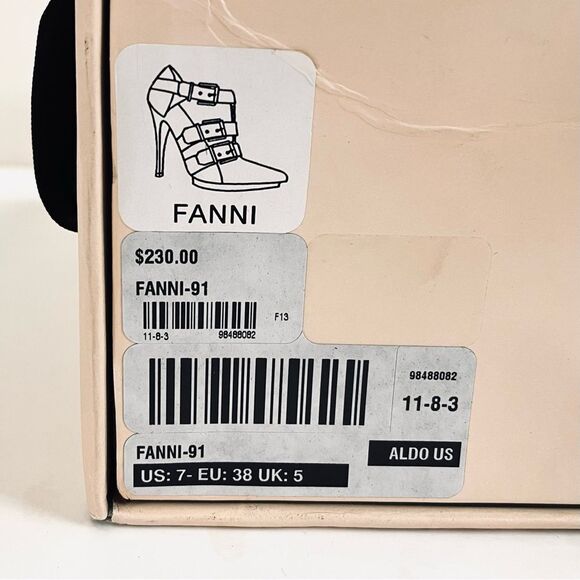 FANNI
$230.00
FANNI-91
F13
11-8-3 98488082
98488082
11-8-3
FANNI-91
ALDO US
US: 7- EU: 38 UK: 5